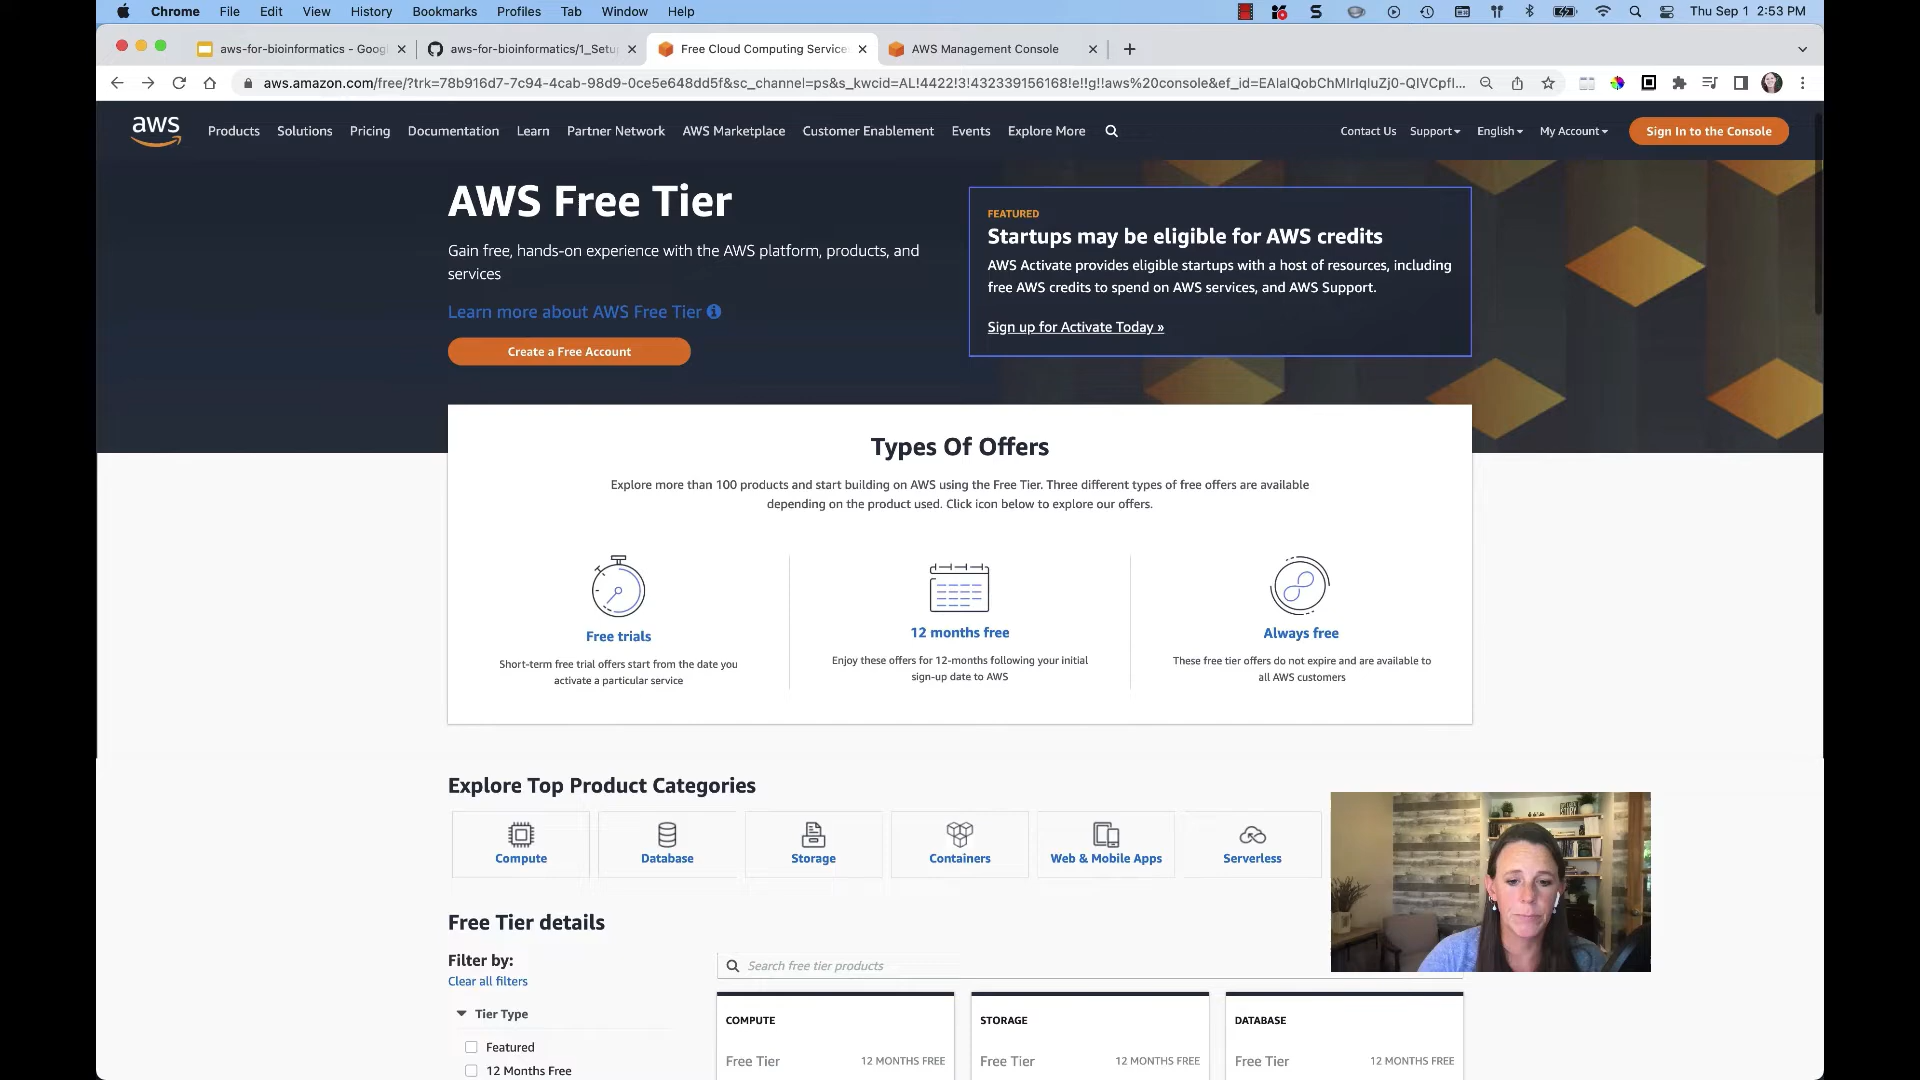 Chrome File Edit View History Bookmarks Profiles Tab Window Help Thu Sep 1 2:53 PM
aws-for-bioinformatics - Goog aws-for-bioinformatics/1_Setup Free Cloud Computing Service AWS Management Console
aws.amazon.com/free/?trk=78b916d7-7c94-4cab-98d9-0ce5e648dd5f&sc_channel=ps&s_kwcid=AL!4422!3!432339156168!e!!g!!aws%20console&ef_id=EAIaIQobChMIrIqIuZj0-QIVCpfI...
aws Products Solutions Pricing Documentation Learn Partner Network AWS Marketplace Customer Enablement Events Explore More Contact Us Support English My Account Sign In to the Console
AWS Free Tier
Gain free, hands-on experience with the AWS platform, products, and
services
Learn more about AWS Free Tier
Create a Free Account
FEATURED
Startups may be eligible for AWS credits
AWS Activate provides eligible startups with a host of resources, including
free AWS credits to spend on AWS services, and AWS Support.
Sign up for Activate Today »
Types Of Offers
Explore more than 100 products and start building on AWS using the Free Tier. Three different types of free offers are available
depending on the product used. Click icon below to explore our offers.
Free trials
Short-term free trial offers start from the date you
activate a particular service
12 months free
Enjoy these offers for 12-months following your initial
sign-up date to AWS
Always free
These free tier offers do not expire and are available to
all AWS customers
Explore Top Product Categories
Compute Database Storage Containers Web & Mobile Apps Serverless
Free Tier details
Filter by:
Clear all filters
Tier Type
Featured
12 Months Free
Search free tier products
COMPUTE
Free Tier 12 MONTHS FREE
STORAGE
Free Tier 12 MONTHS FREE
DATABASE
Free Tier 12 MONTHS FREE